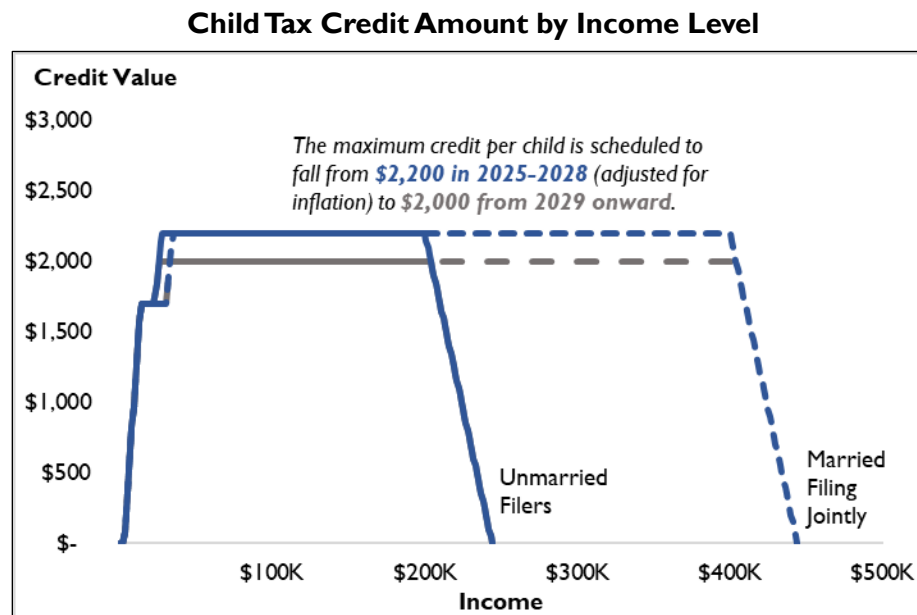 Child Tax Credit Amount by Income Level
Credit Value
$3,000
The maximum credit per child is scheduled to
fall from $2,200 in 2025-2028 (adjusted for
inflation) to $2,000 from 2029 onward.
$2,500
$2,000
$1,500
$1,000
$500
$-
Unmarried
Filers
Married
Filing
Jointly
$100K
$200K
$300K
$400K
$500K
Income